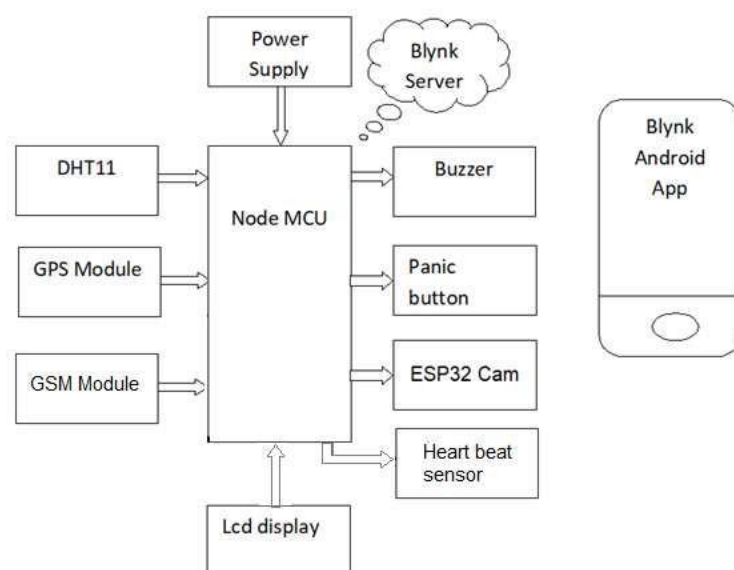 Power
Supply
Blynk
Server
Blynk
Android
App
DHT11
Node MCU
Buzzer
GPS Module
Panic
button
GSM Module
ESP32 Cam
Heart beat
sensor
Lcd display